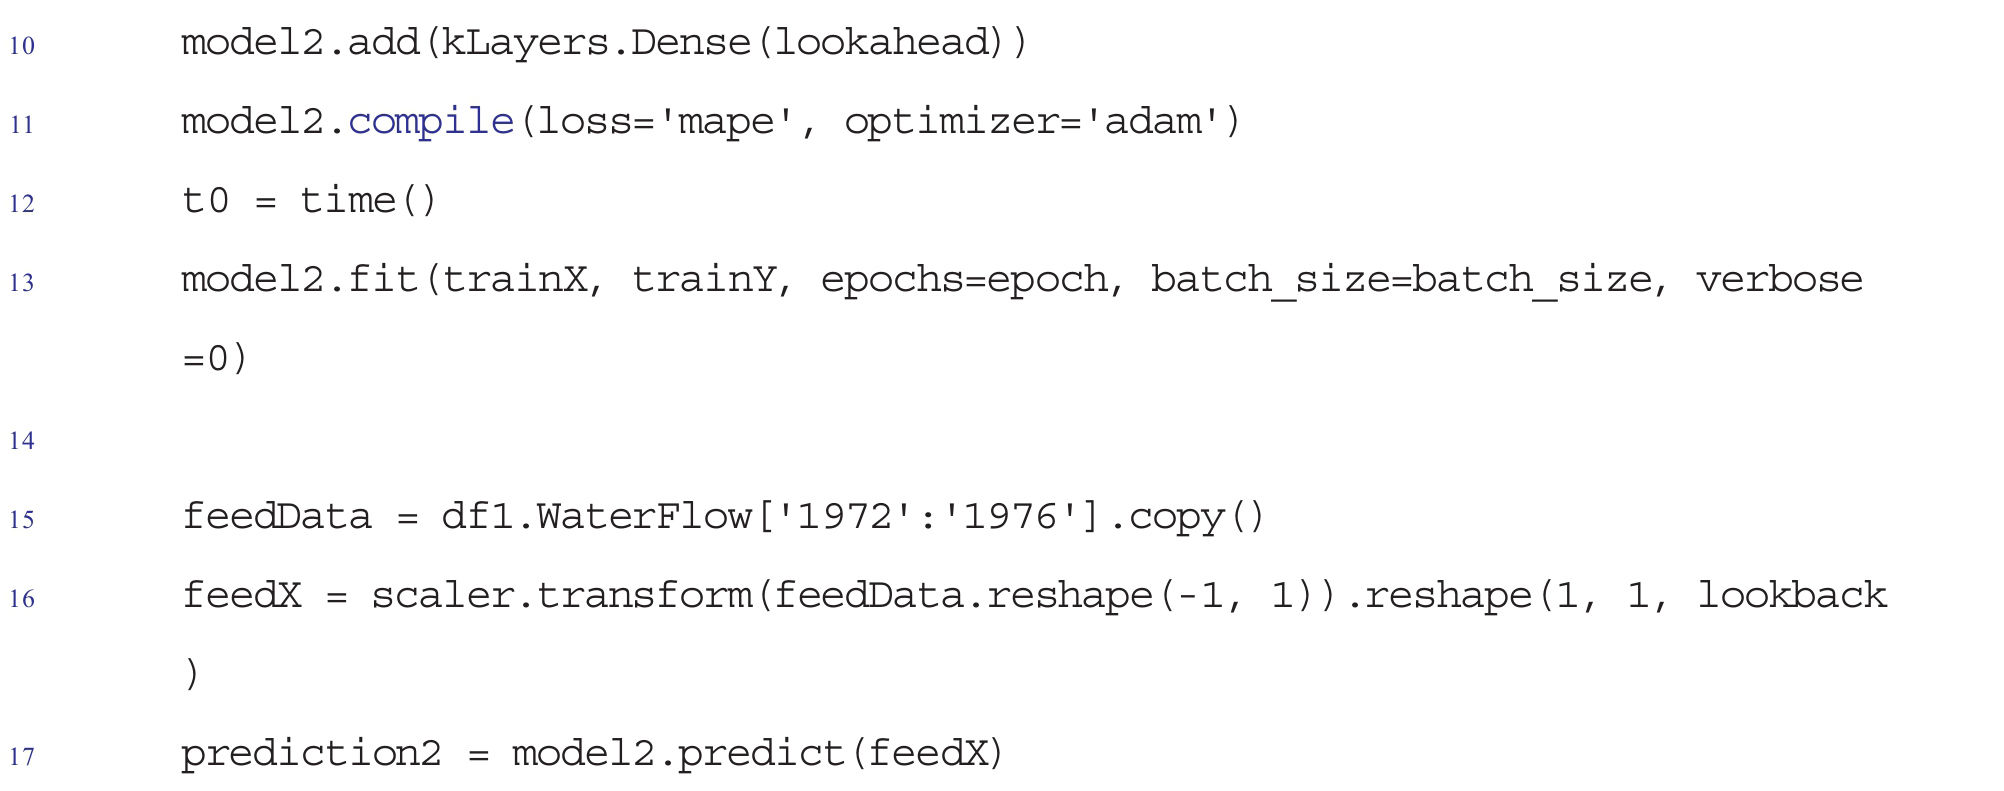 10 model2.add(kLayers.Dense(lookahead))
11 model2.compile(loss='mape', optimizer='adam')
12 t0 = time()
13 model2.fit(trainX, trainY, epochs=epoch, batch_size=batch_size, verbose
=0)
14
15 feedData = df1.WaterFlow['1972':'1976'].copy()
16 feedX = scaler.transform(feedData.reshape(-1, 1)).reshape(1, 1, lookback
)
17 prediction2 = model2.predict(feedX)